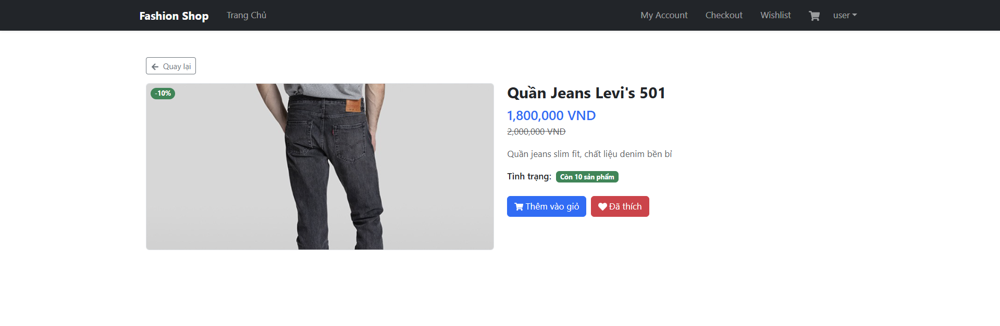 Fashion Shop Trang Chủ My Account Checkout Wishlist user
Quay lại
-10%
Quần Jeans Levi's 501
1,800,000 VND
2,000,000 VND
Quần jeans slim fit, chất liệu denim bền bỉ
Tình trạng: Còn 10 sản phẩm
Thêm vào giỏ Đã thích